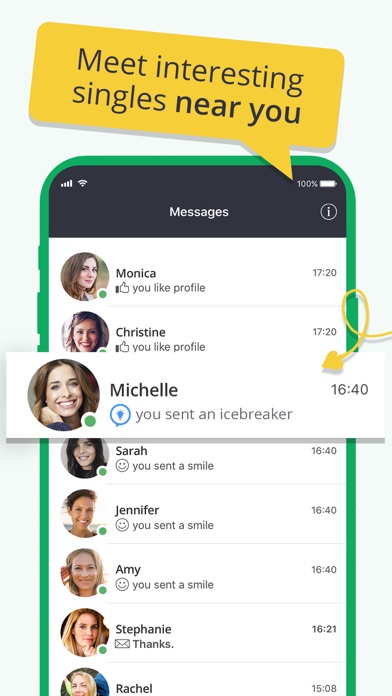 Meet interesting
singles near you
100%
Messages
Monica 17:20
you like profile
Christine 17:20
you like profile
Michelle 16:40
you sent an icebreaker
Sarah 16:40
you sent a smile
Jennifer 16:40
you sent a smile
Amy 16:40
you sent a smile
Stephanie 16:21
Thanks.
Rachel 15:08